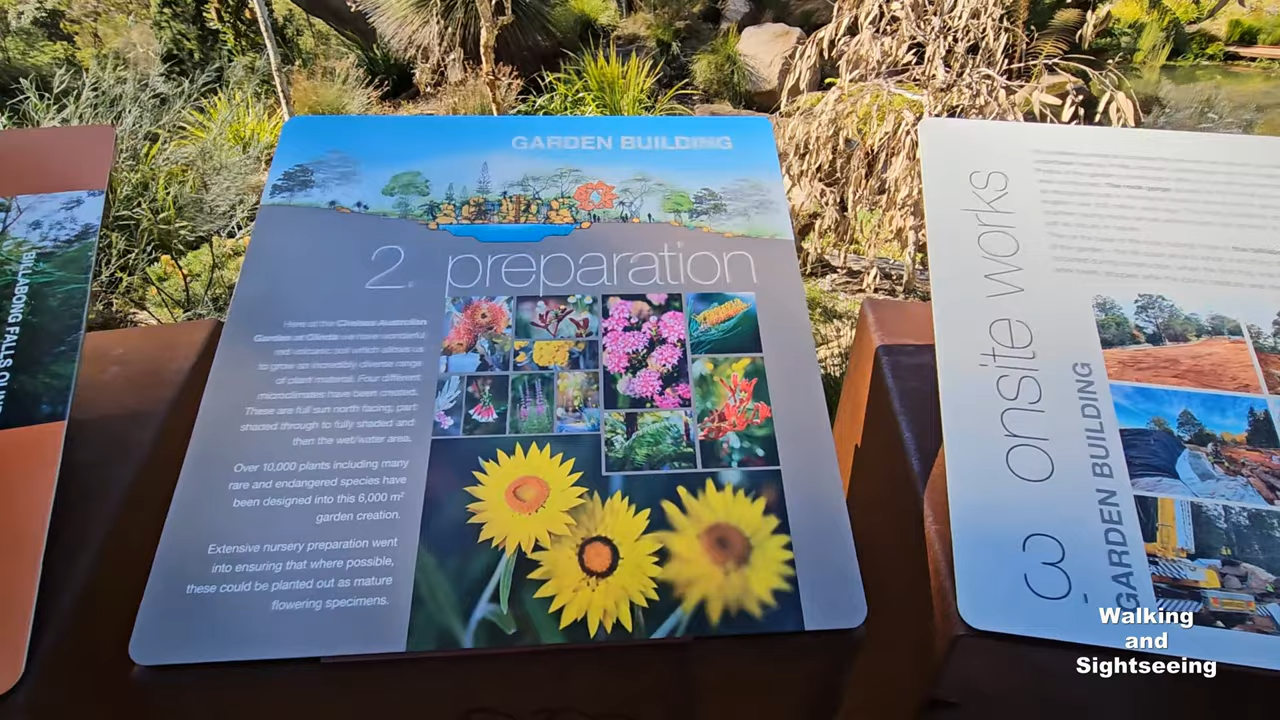 BILLABONG FALLS
GARDEN BUILDING
2. preparation
Here at the Chelsea Australian
Garden at Olinda we have wonderful
red volcanic soil which allows us
to grow an incredibly diverse range
of plant material. Four different
microclimates have been created.
These are full sun north facing, part
shaded through to fully shaded and
then the wet/water area.
Over 10,000 plants including many
rare and endangered species have
been designed into this 6,000 m²
garden creation.
Extensive nursery preparation went
into ensuring that where possible,
these could be planted out as mature
flowering specimens.
3. onsite works
GARDEN BUILDING
Walking
and
Sightseeing